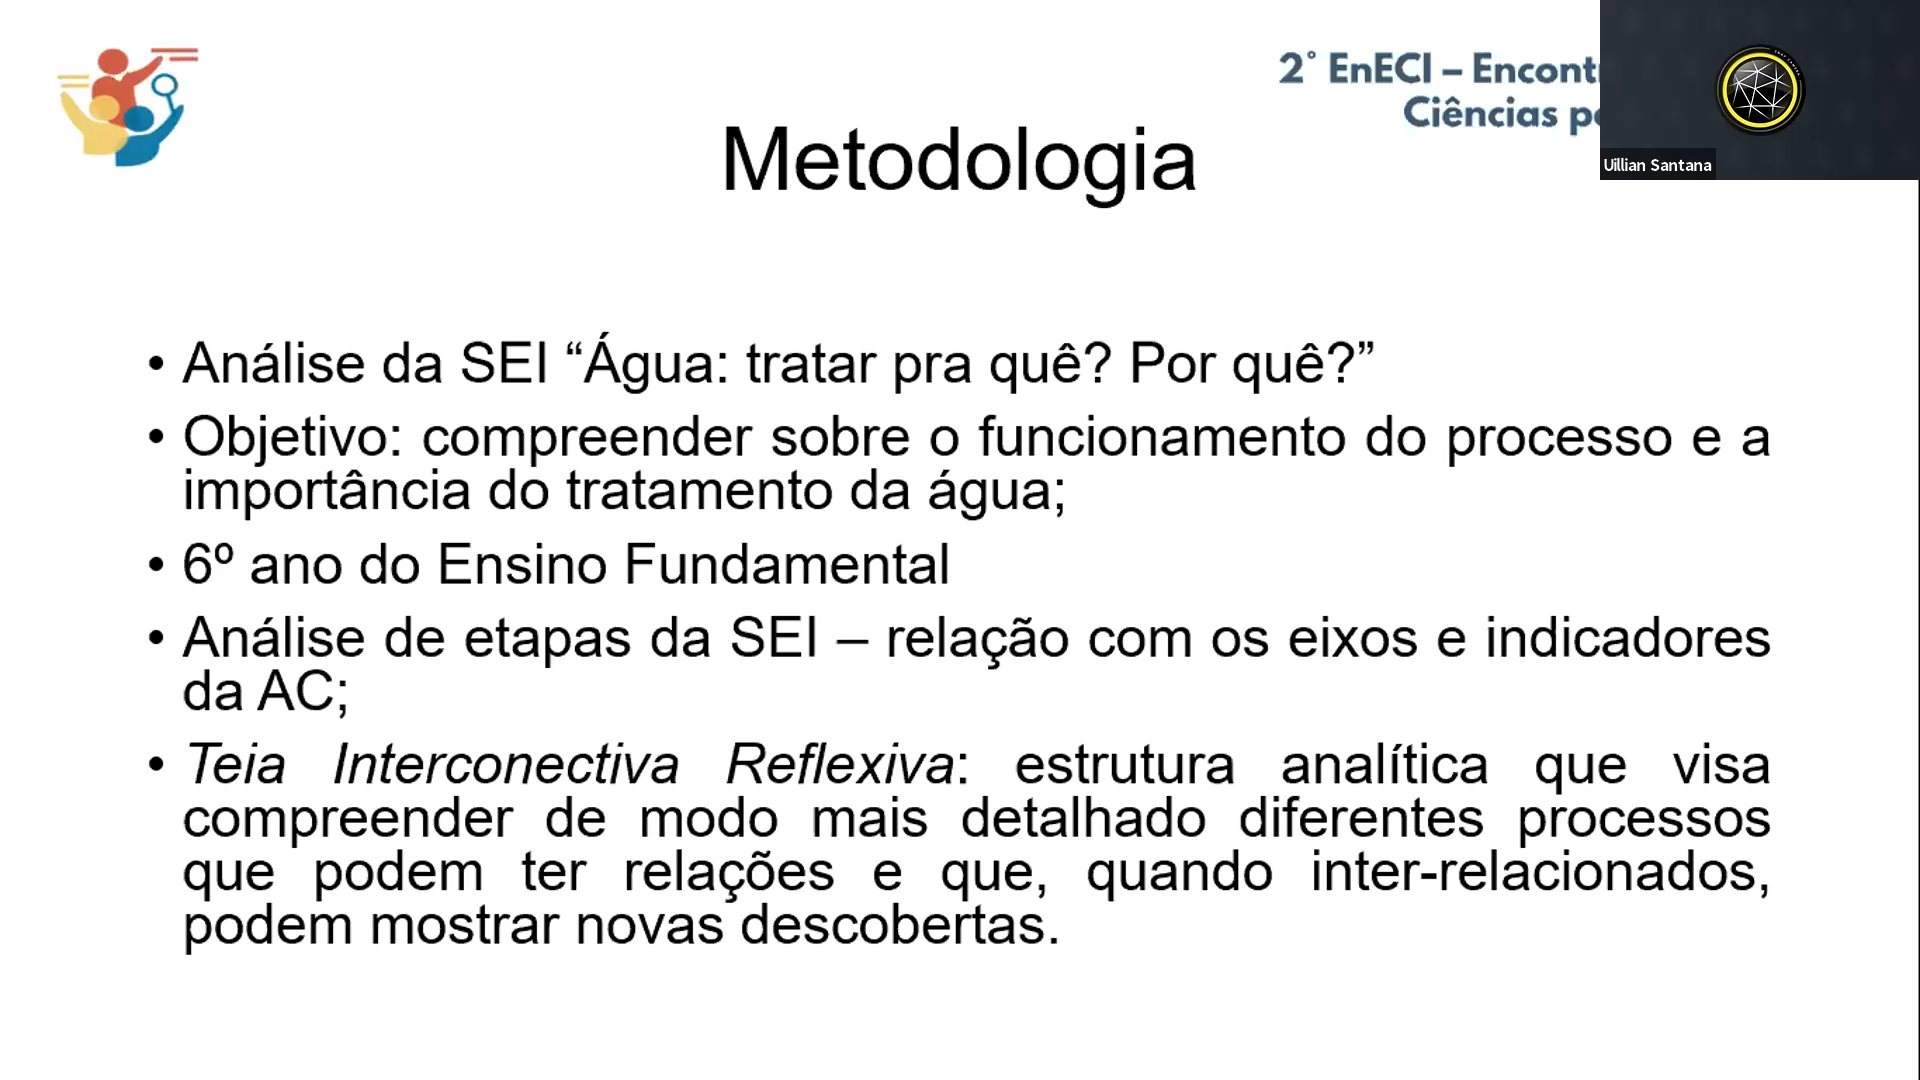 2° EnECI – Encont
Ciências
Uillian Santana
Metodologia
• Análise da SEI “Água: tratar pra quê? Por quê?”
• Objetivo: compreender sobre o funcionamento do processo e a
importância do tratamento da água;
• 6º ano do Ensino Fundamental
• Análise de etapas da SEI – relação com os eixos e indicadores
da AC;
• Teia Interconectiva Reflexiva: estrutura analítica que visa
compreender de modo mais detalhado diferentes processos
que podem ter relações e que, quando inter-relacionados,
podem mostrar novas descobertas.